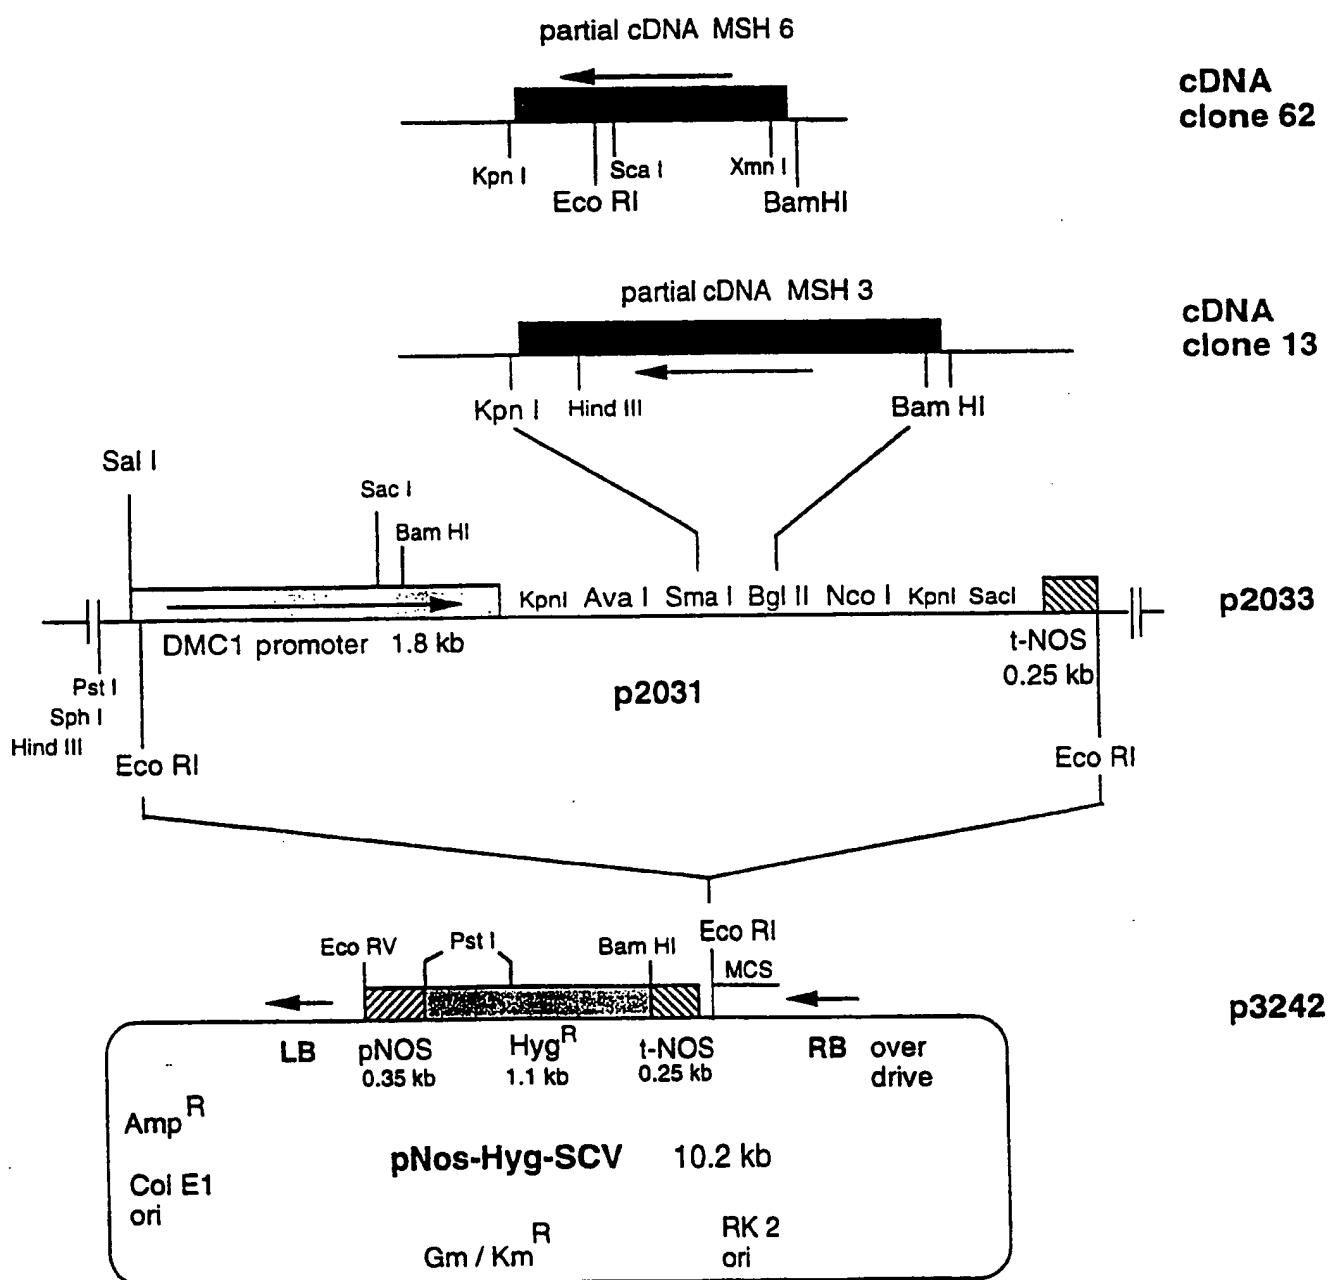 partial cDNA MSH 6
cDNA
clone 62
Kpn I
Sca I
Xmn I
Eco RI
BamHI
partial cDNA MSH 3
cDNA
clone 13
Kpn I
Hind III
Bam HI
Sal I
Sac I
Bam HI
KpnI Ava I Sma I Bgl II Nco I KpnI SacI
p2033
DMC1 promoter 1.8 kb
t-NOS
0.25 kb
Pst I
Sph I
Hind III
p2031
Eco RI
Eco RI
Eco RV
Pst I
Bam HI
Eco RI
MCS
p3242
LB
pNOS
0.35 kb
Hyg R
1.1 kb
t-NOS
0.25 kb
RB
over
drive
Amp R
pNos-Hyg-SCV 10.2 kb
Col E1
ori
Gm / Km R
RK 2
ori